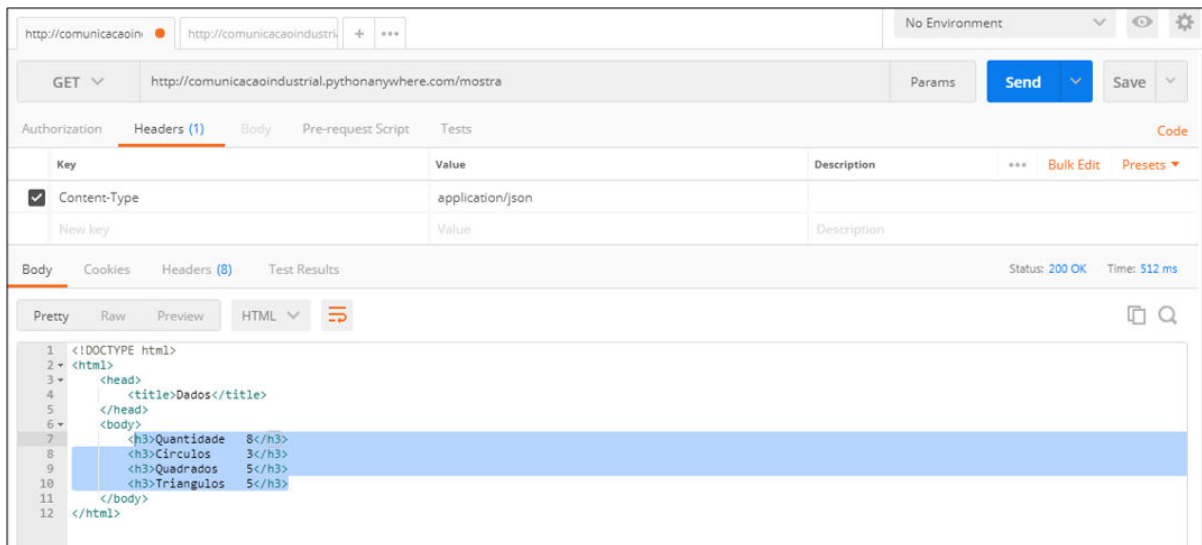 http://comunicacaoin http://comunicacaoindustri + ••• No Environment
GET http://comunicacaoindustrial.pythonanywhere.com/mostra Params Send Save
Authorization Headers (1) Body Pre-request Script Tests Code
Key Value Description ••• Bulk Edit Presets
Content-Type application/json
New key Value Description
Body Cookies Headers (8) Test Results Status: 200 OK Time: 512 ms
Pretty Raw Preview HTML
1 <!DOCTYPE html>
2 <html>
3 <head>
4 <title>Dados</title>
5 </head>
6 <body>
7 <h3>Quantidade   8</h3>
8 <h3>Circulos     3</h3>
9 <h3>Quadrados    5</h3>
10 <h3>Triangulos   5</h3>
11 </body>
12 </html>